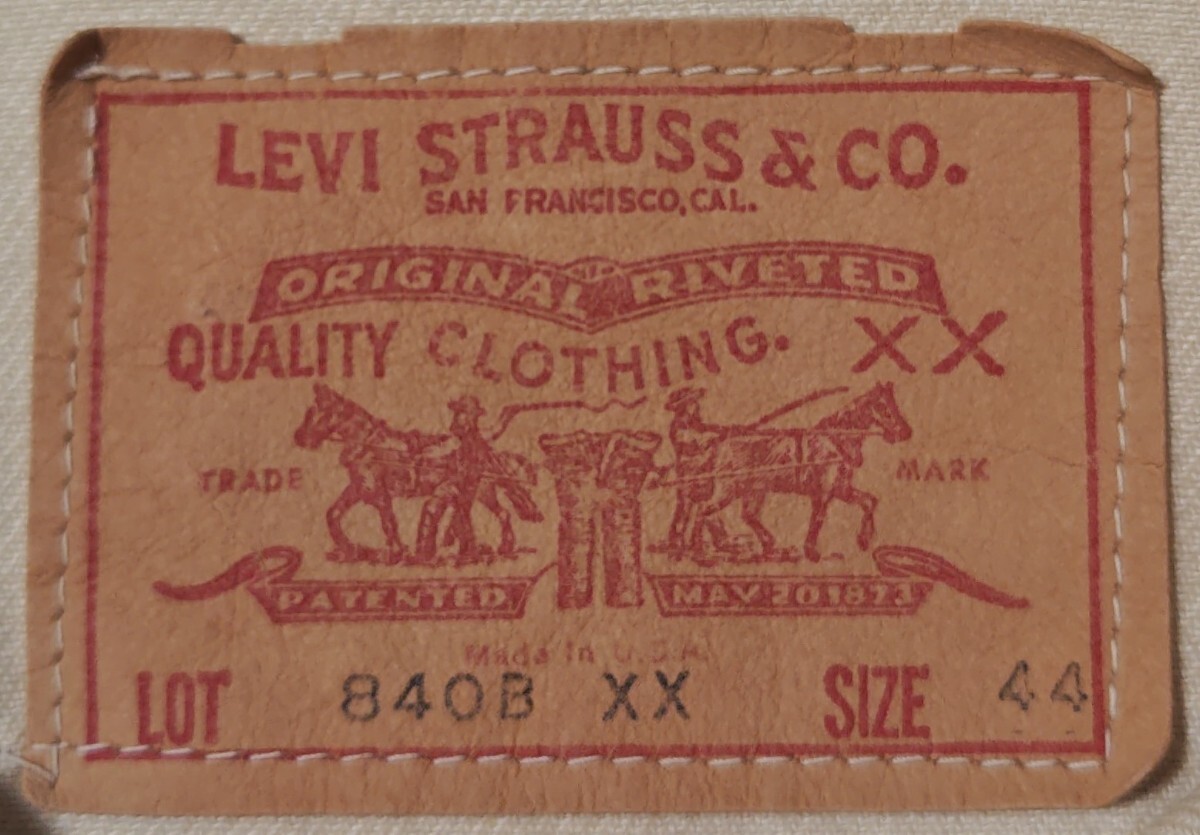 LEVI STRAUSS & CO.
SAN FRANCISCO, CAL.
ORIGINAL RIVETED
QUALITY CLOTHING. XX
TRADE MARK
PATENTED MAY 20 1873
Made in U.S.A.
LOT 840B XX SIZE 44